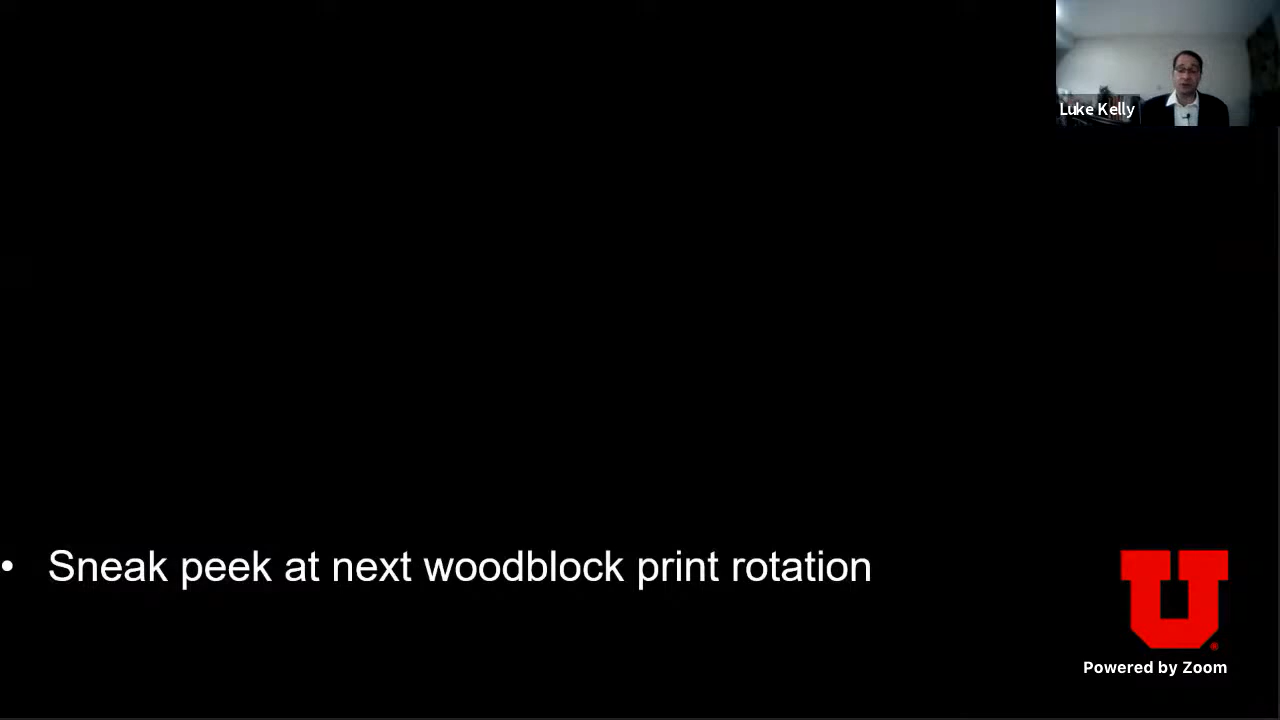 Luke Kelly
• Sneak peek at next woodblock print rotation
U
Powered by Zoom